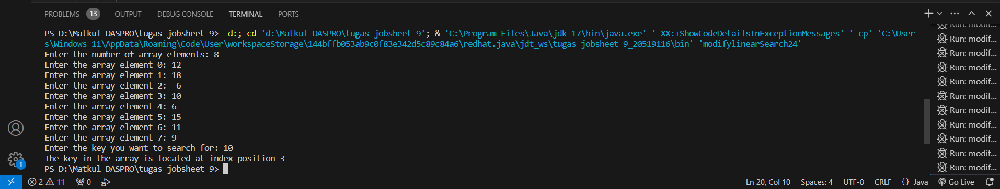 PROBLEMS 13 OUTPUT DEBUG CONSOLE TERMINAL PORTS
PS D:\Matkul DASPRO\tugas jobsheet 9>  d:; cd 'd:\Matkul DASPRO\tugas jobsheet 9'; & 'C:\Program Files\Java\jdk-17\bin\java.exe' '-XX:+ShowCodeDetailsInExceptionMessages' '-cp' 'C:\User
s\Windows 11\AppData\Roaming\Code\User\workspaceStorage\144bffb053ab9c0f83e342d5c89c84a6\redhat.java\jdt_ws\tugas jobsheet 9_20519116\bin' 'modifylinearSearch24'
Enter the number of array elements: 8
Enter the array element 0: 12
Enter the array element 1: 18
Enter the array element 2: -6
Enter the array element 3: 10
Enter the array element 4: 6
Enter the array element 5: 15
Enter the array element 6: 11
Enter the array element 7: 9
Enter the key you want to search for: 10
The key in the array is located at index position 3
PS D:\Matkul DASPRO\tugas jobsheet 9>
Run: modif...
Run: modif...
Run: modif...
Run: modif...
Run: modif...
Run: modif...
Run: modif...
Run: modif...
Run: modif...
Run: modif...
Run: modif...
1
2 11 0 Ln 20, Col 10 Spaces: 4 UTF-8 CRLF {} Java Go Live